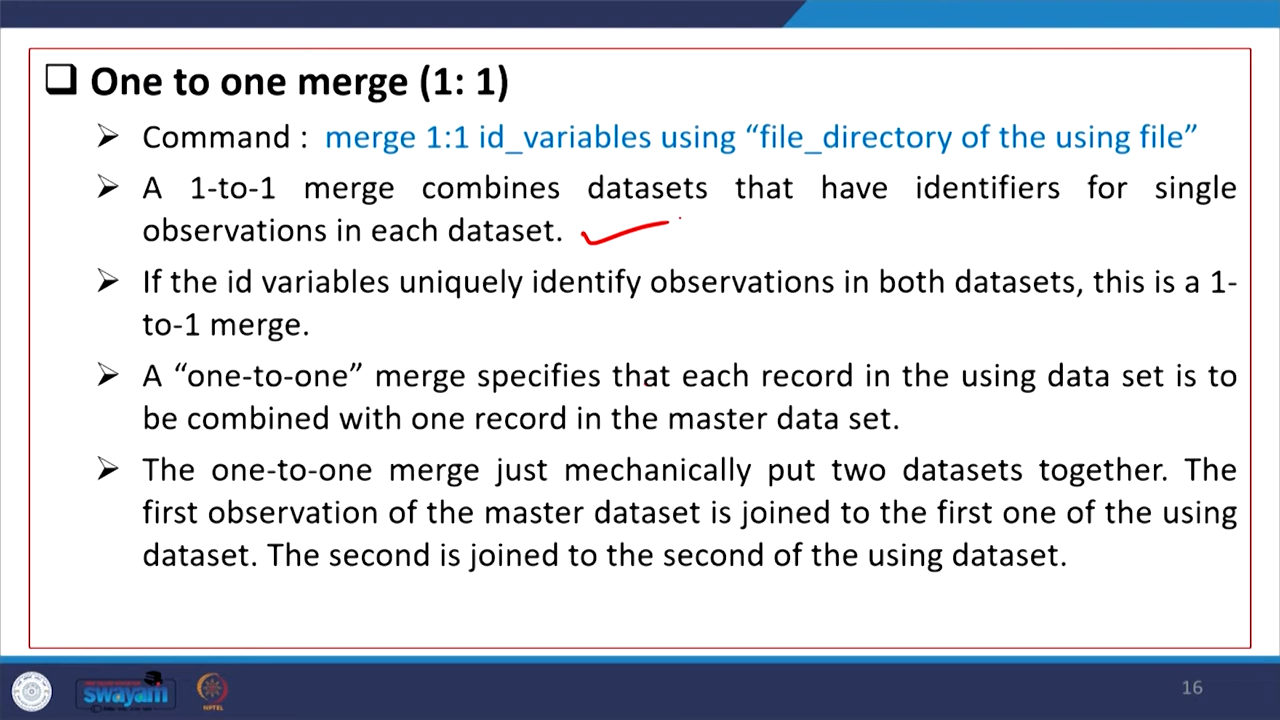 One to one merge (1: 1)
Command : merge 1:1 id_variables using “file_directory of the using file”
A 1-to-1 merge combines datasets that have identifiers for single
observations in each dataset.
If the id variables uniquely identify observations in both datasets, this is a 1-
to-1 merge.
A “one-to-one” merge specifies that each record in the using data set is to
be combined with one record in the master data set.
The one-to-one merge just mechanically put two datasets together. The
first observation of the master dataset is joined to the first one of the using
dataset. The second is joined to the second of the using dataset.
swayam
NPTEL
16